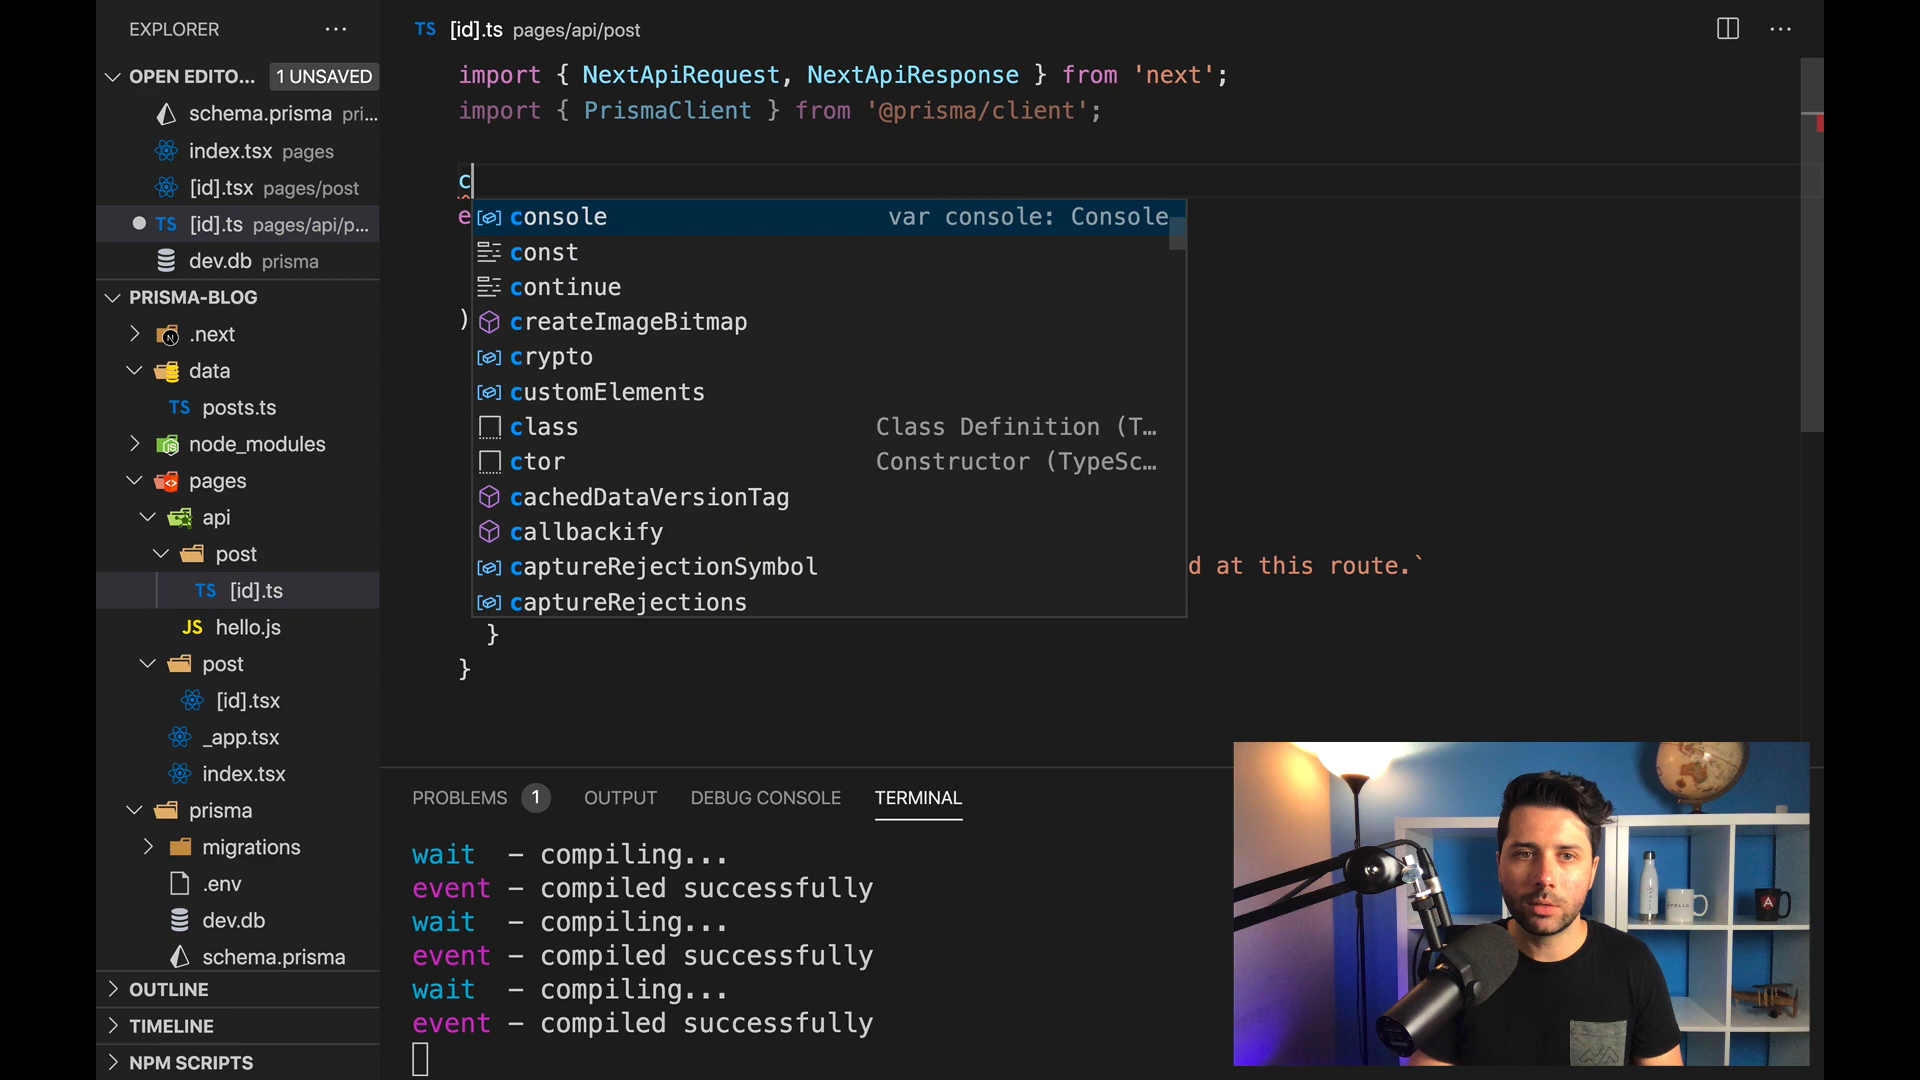 EXPLORER
OPEN EDITO... 1 UNSAVED
schema.prisma pri...
index.tsx pages
[id].tsx pages/post
TS [id].ts pages/api/p...
dev.db prisma
PRISMA-BLOG
.next
data
TS posts.ts
node_modules
pages
api
post
TS [id].ts
JS hello.js
post
[id].tsx
_app.tsx
index.tsx
prisma
migrations
.env
dev.db
schema.prisma
OUTLINE
TIMELINE
NPM SCRIPTS
TS [id].ts pages/api/post
import { NextApiRequest, NextApiResponse } from 'next';
import { PrismaClient } from '@prisma/client';
c
e
console var console: Console
const
continue
) createImageBitmap
crypto
customElements
class Class Definition (T...
ctor Constructor (TypeSc...
cachedDataVersionTag
callbackify
captureRejectionSymbol
d at this route.`
captureRejections
}
}
PROBLEMS 1 OUTPUT DEBUG CONSOLE TERMINAL
wait – compiling...
event – compiled successfully
wait – compiling...
event – compiled successfully
wait – compiling...
event – compiled successfully
APOLLO
A